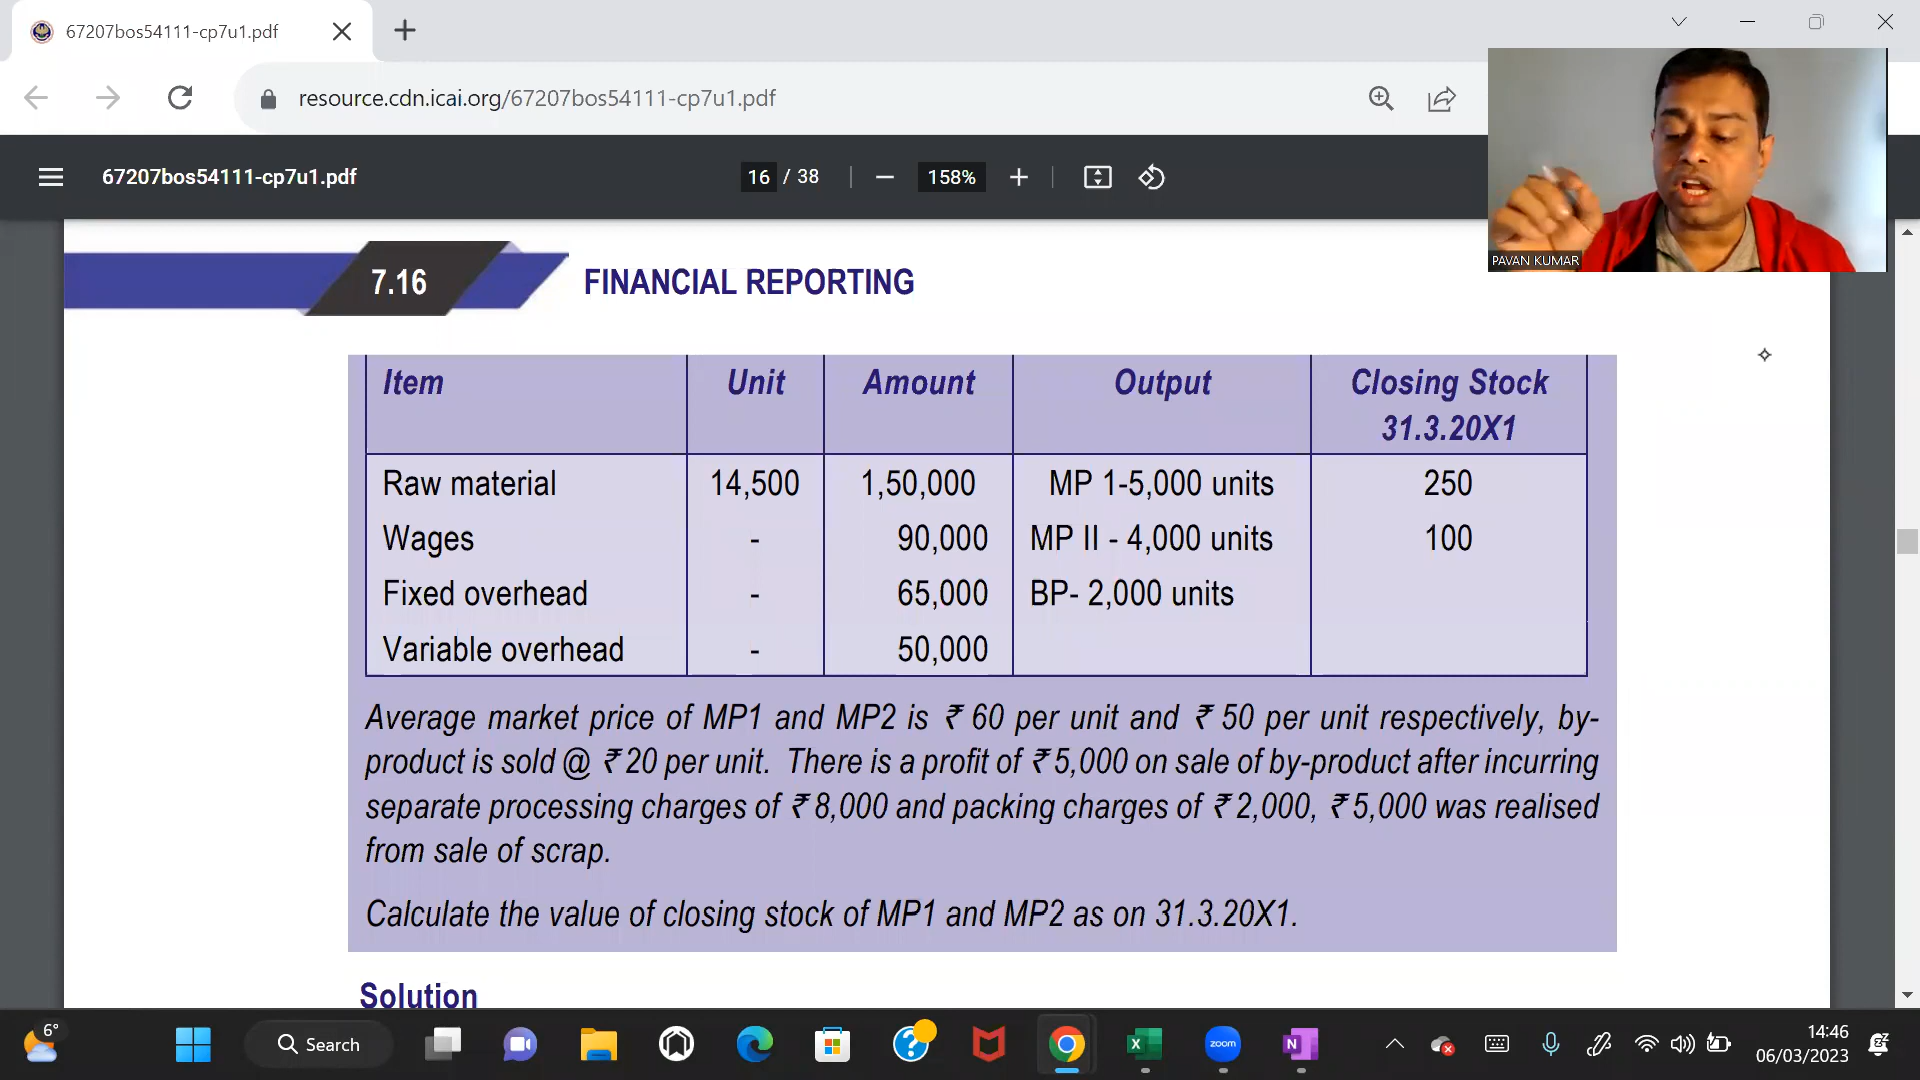 67207bos54111-cp7u1.pdf
resource.cdn.icai.org/67207bos54111-cp7u1.pdf
67207bos54111-cp7u1.pdf
16 / 38
158%
PAVAN KUMAR
7.16
FINANCIAL REPORTING
Item Unit Amount Output Closing Stock 31.3.20X1
Raw material 14,500 1,50,000 MP 1-5,000 units 250
Wages - 90,000 MP II - 4,000 units 100
Fixed overhead - 65,000 BP- 2,000 units
Variable overhead - 50,000
Average market price of MP1 and MP2 is ₹ 60 per unit and ₹ 50 per unit respectively, by-
product is sold @ ₹ 20 per unit. There is a profit of ₹ 5,000 on sale of by-product after incurring
separate processing charges of ₹ 8,000 and packing charges of ₹ 2,000, ₹ 5,000 was realised
from sale of scrap.
Calculate the value of closing stock of MP1 and MP2 as on 31.3.20X1.
Solution
6°
Search
zoom
14:46
06/03/2023